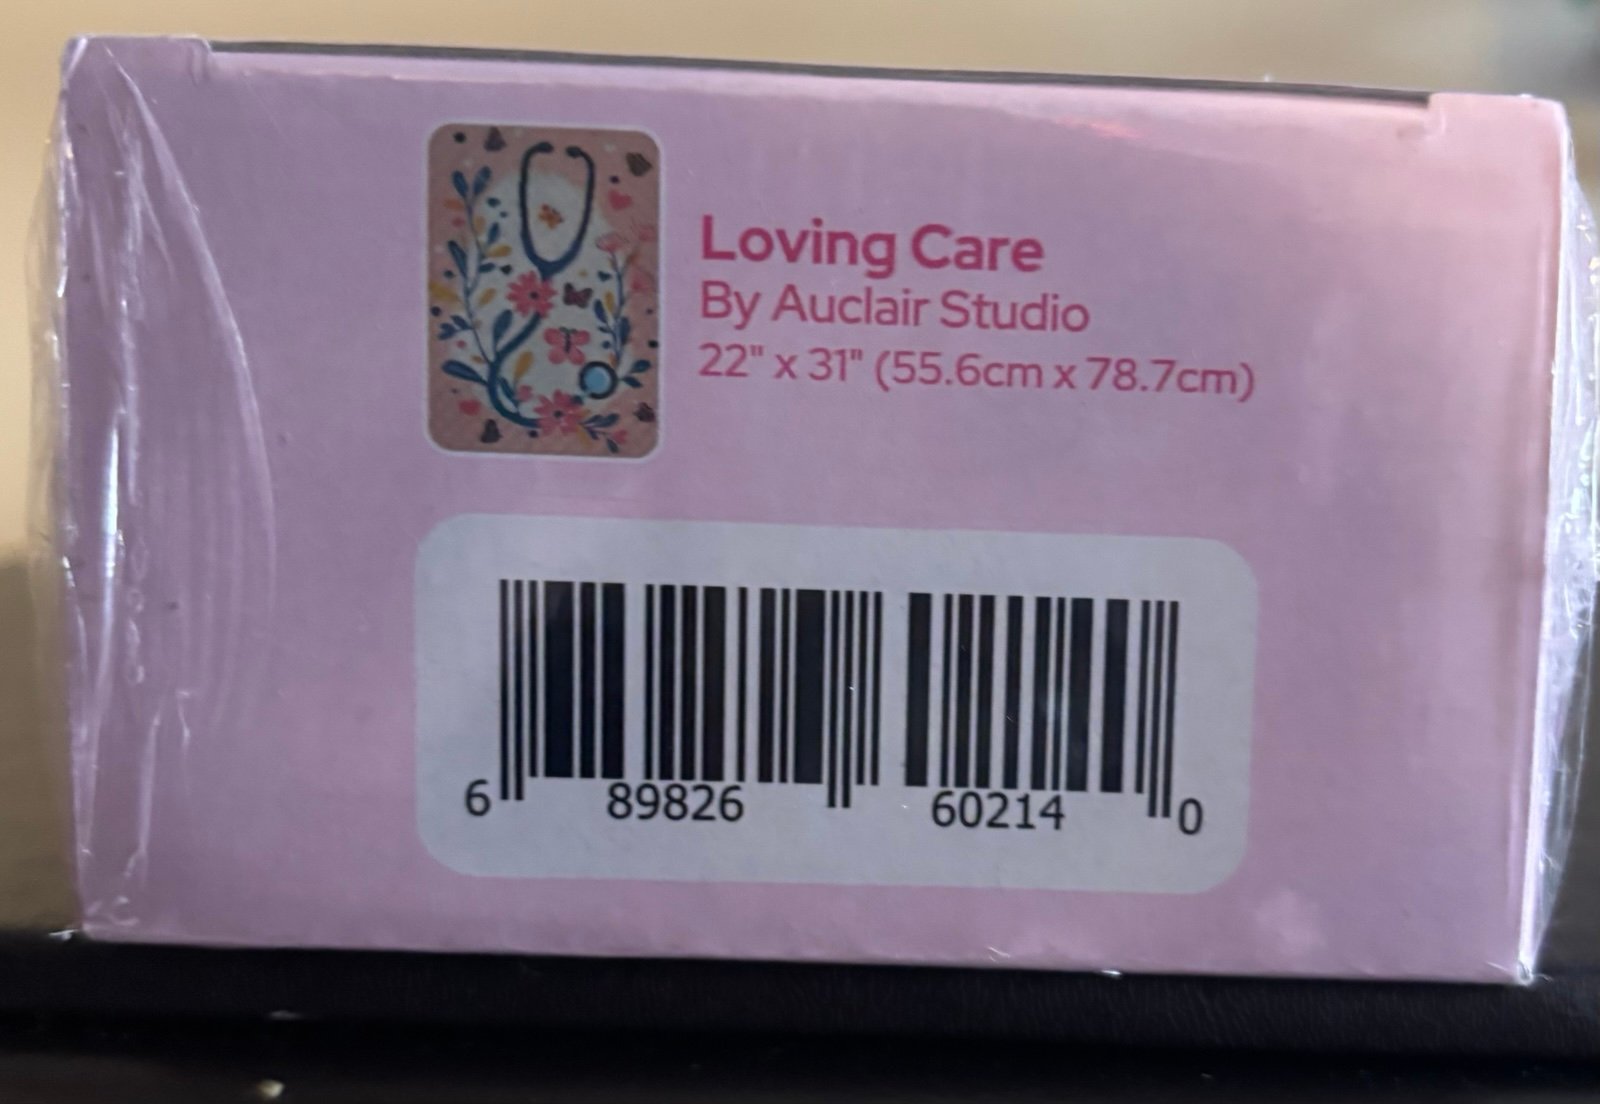 Loving Care
By Auclair Studio
22" x 31" (55.6cm x 78.7cm)
6 89826 60214 0